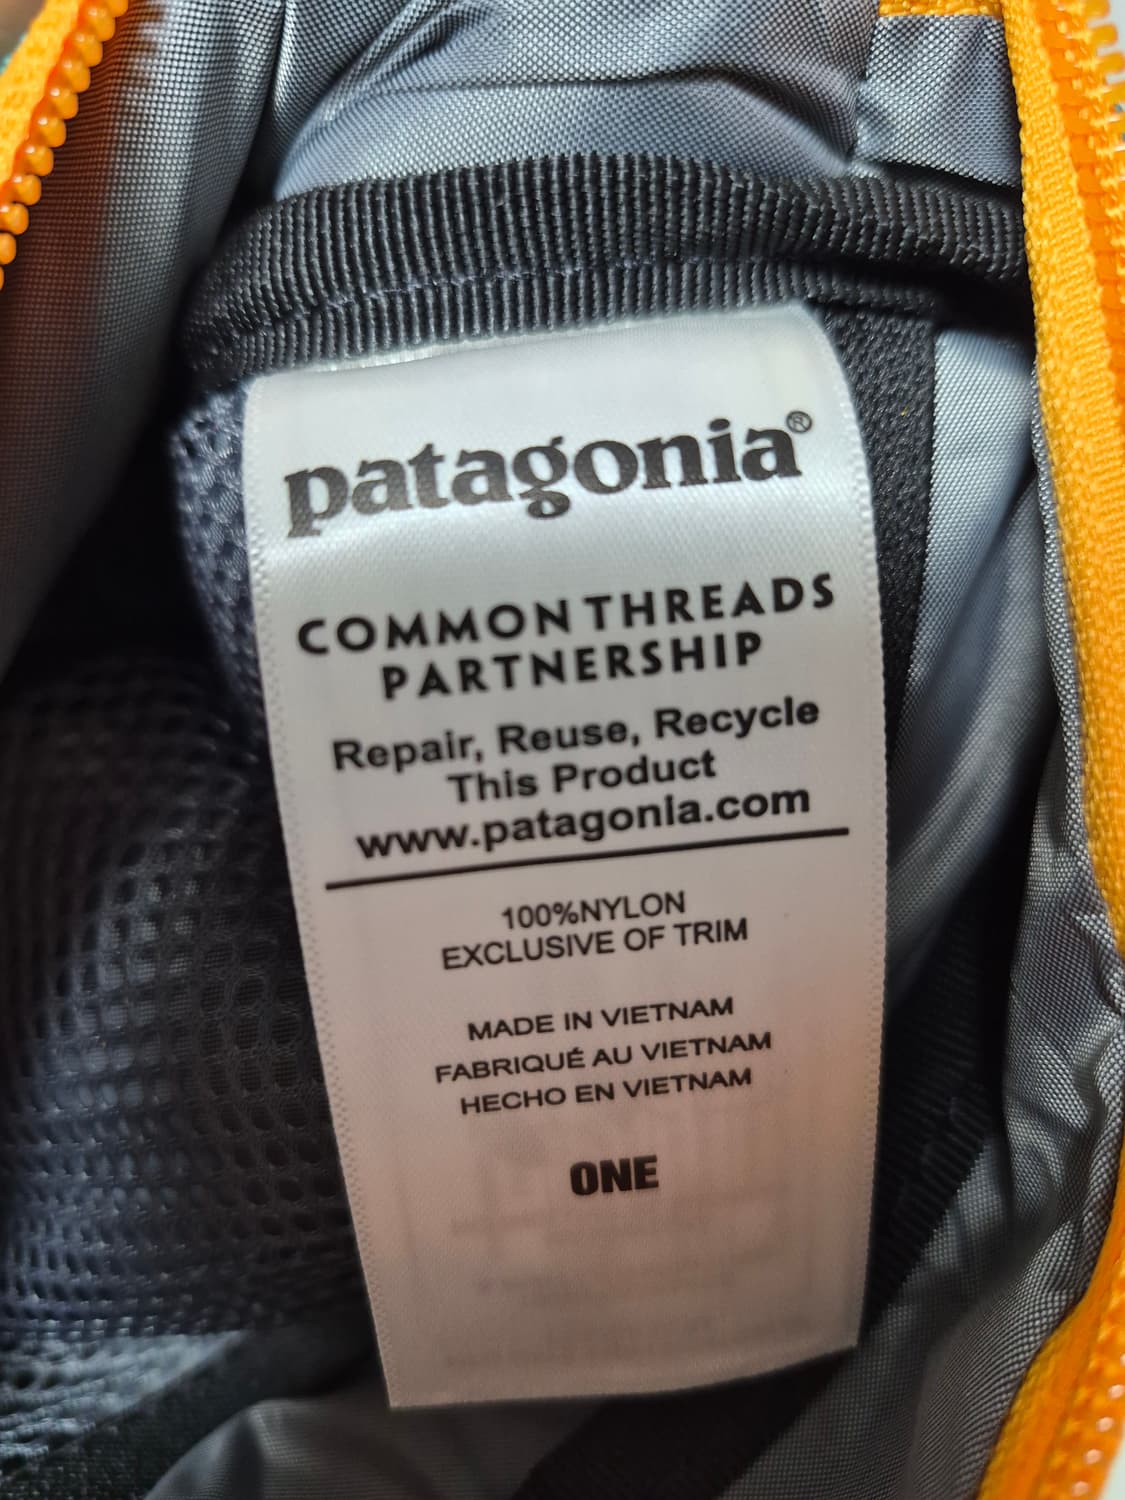 patagonia®
COMMON THREADS
PARTNERSHIP
Repair, Reuse, Recycle
This Product
www.patagonia.com
100%NYLON
EXCLUSIVE OF TRIM
MADE IN VIETNAM
FABRIQUÉ AU VIETNAM
HECHO EN VIETNAM
ONE